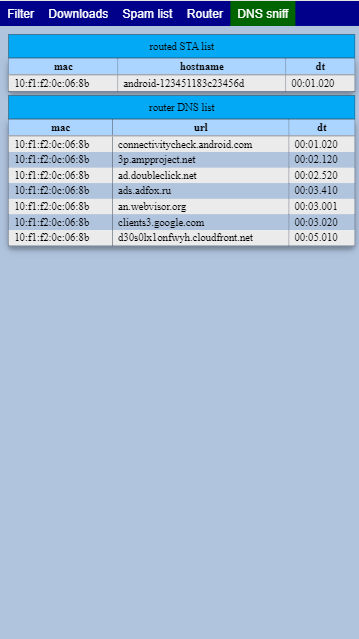 Filter Downloads Spam list Router DNS sniff
routed STA list
mac hostname dt
10:f1:f2:0c:06:8b android-123451183c23456d 00:01.020
router DNS list
mac url dt
10:f1:f2:0c:06:8b connectivitycheck.android.com 00:01.020
10:f1:f2:0c:06:8b 3p.ampproject.net 00:02.120
10:f1:f2:0c:06:8b ad.doubleclick.net 00:02.520
10:f1:f2:0c:06:8b ads.adfox.ru 00:03.410
10:f1:f2:0c:06:8b an.webvisor.org 00:03.001
10:f1:f2:0c:06:8b clients3.google.com 00:03.020
10:f1:f2:0c:06:8b d30s0lx1onfwyh.cloudfront.net 00:05.010